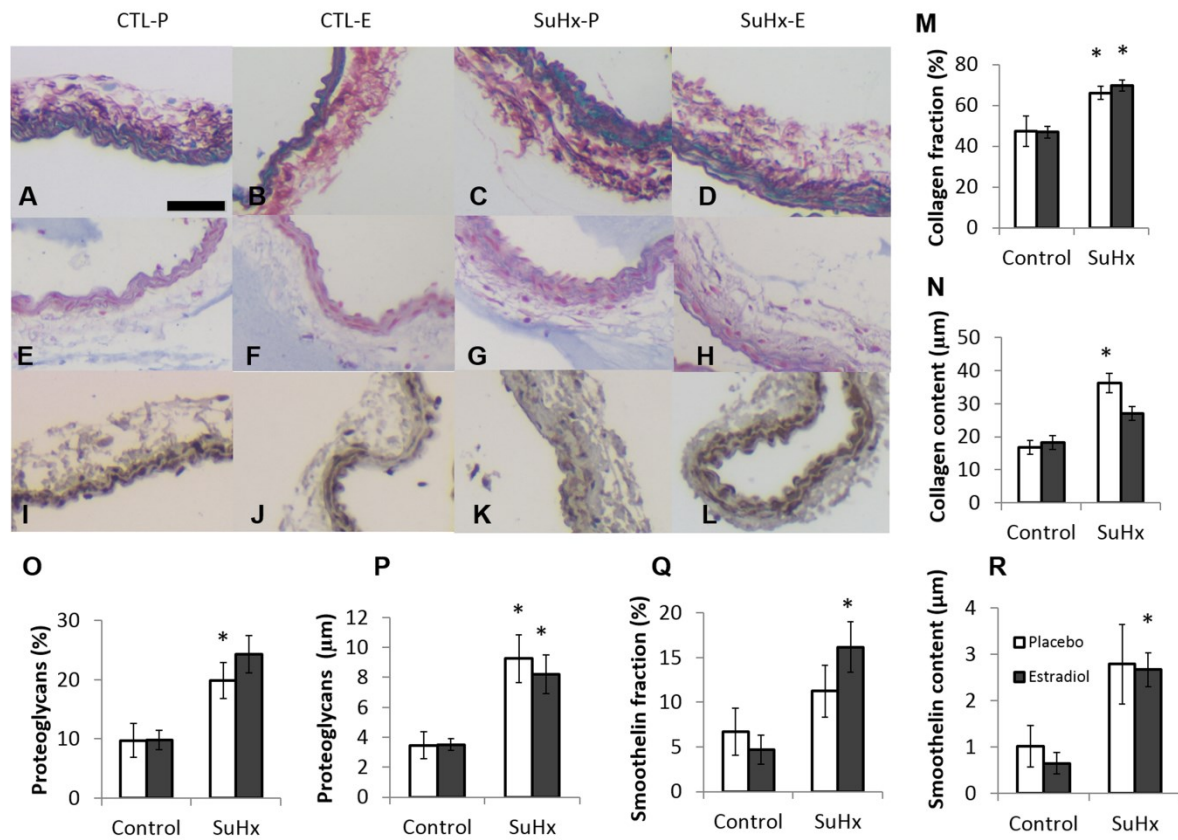 CTL-P CTL-E SuHx-P SuHx-E
A B C D
E F G H
I J K L
M
Collagen fraction (%)
80
60
40
20
0
* *
Control SuHx
N
Collagen content (µm)
50
40
30
20
10
0
*
Control SuHx
O
Proteoglycans (%)
30
20
10
0
*
Control SuHx
P
Proteoglycans (µm)
12
10
8
6
4
2
0
* *
Control SuHx
Q
Smoothelin fraction (%)
20
15
10
5
0
*
Control SuHx
R
Smoothelin content (µm)
4
3
2
1
0
*
Placebo
Estradiol
Control SuHx